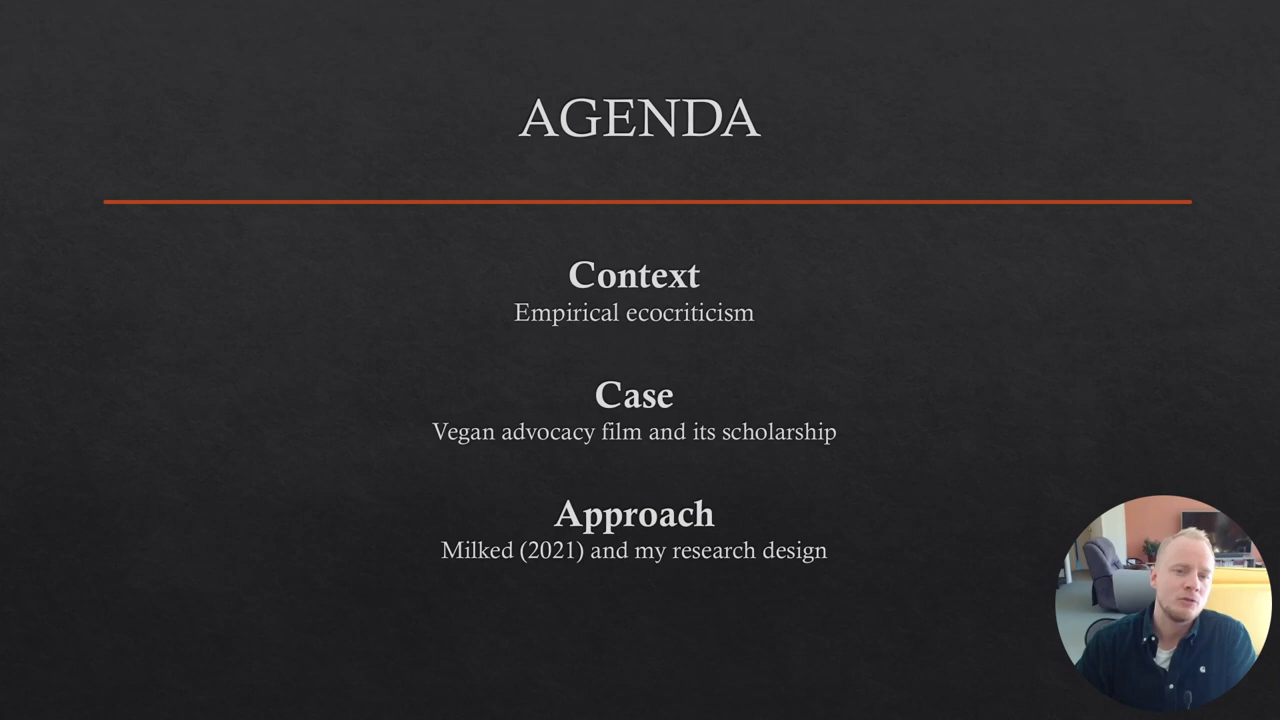 AGENDA
Context
Empirical ecocriticism
Case
Vegan advocacy film and its scholarship
Approach
Milked (2021) and my research design